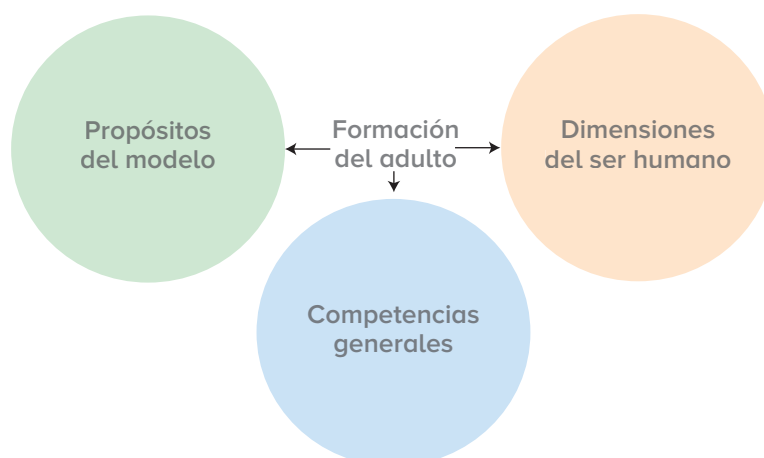 Propósitos
del modelo
Formación
del adulto
Dimensiones
del ser humano
Competencias
generales